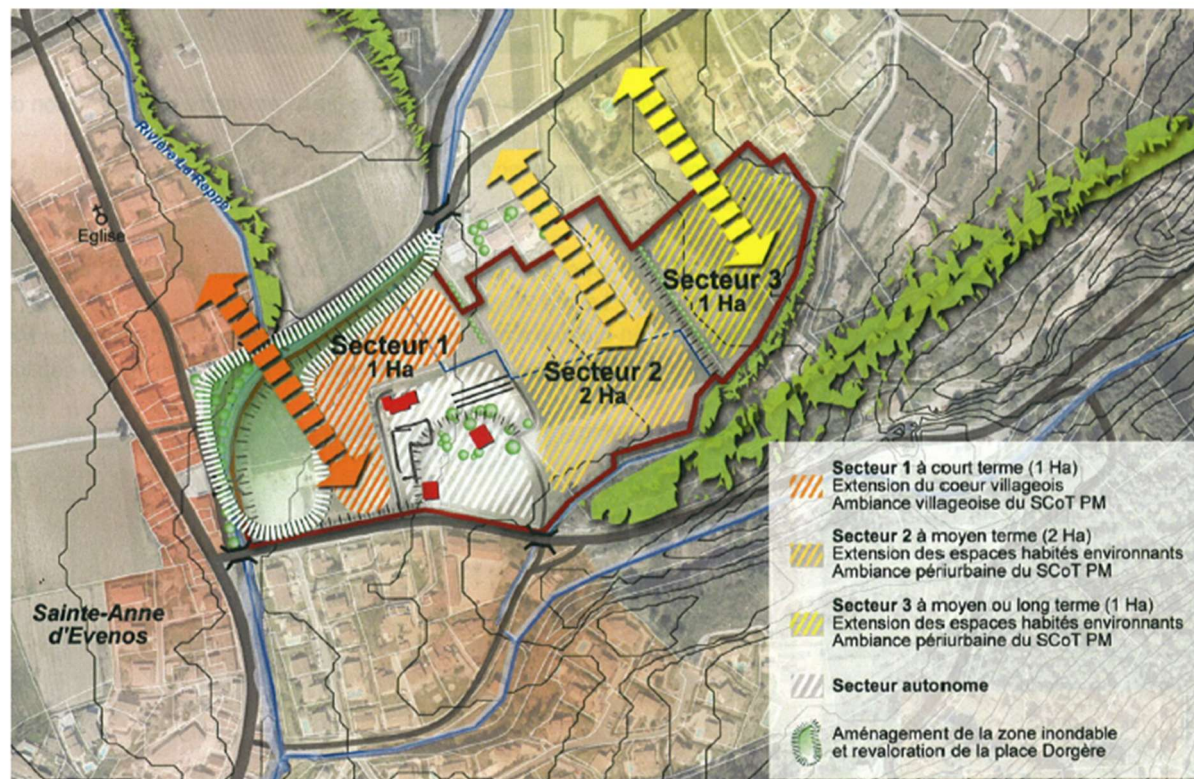 Rivière La Reppe
Eglise
Secteur 1
1 Ha
Secteur 2
2 Ha
Secteur 3
1 Ha
Sainte-Anne
d'Evenos
Secteur 1 à court terme (1 Ha)
Extension du coeur villageois
Ambiance villageoise du SCoT PM
Secteur 2 à moyen terme (2 Ha)
Extension des espaces habités environnants
Ambiance périurbaine du SCoT PM
Secteur 3 à moyen ou long terme (1 Ha)
Extension des espaces habités environnants
Ambiance périurbaine du SCoT PM
Secteur autonome
Aménagement de la zone inondable
et revaloration de la place Dorgère